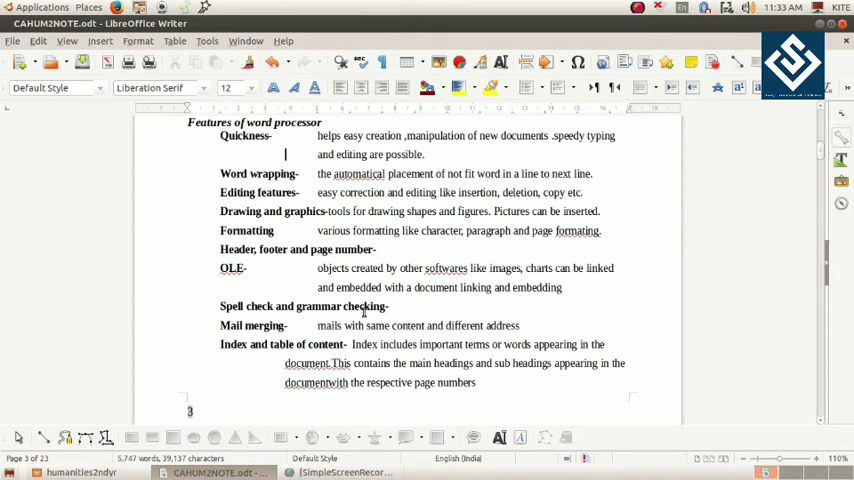 Applications Places En 11:33 AM KITE
CAHUM2NOTE.odt - LibreOffice Writer
File Edit View Insert Format Table Tools Window Help
Default Style Liberation Serif 12
Features of word processor
Quickness- helps easy creation ,manipulation of new documents .speedy typing
and editing are possible.
Word wrapping- the automatical placement of not fit word in a line to next line.
Editing features- easy correction and editing like insertion, deletion, copy etc.
Drawing and graphics-tools for drawing shapes and figures. Pictures can be inserted.
Formatting various formatting like character, paragraph and page formating.
Header, footer and page number-
OLE- objects created by other softwares like images, charts can be linked
and embedded with a document linking and embedding
Spell check and grammar checking-
Mail merging- mails with same content and different address
Index and table of content- Index includes important terms or words appearing in the
document.This contains the main headings and sub headings appearing in the
documentwith the respective page numbers
3
Page 3 of 23 5,747 words, 39,137 characters Default Style English (India) 110%
humanities2ndyr CAHUM2NOTE.odt - ... [SimpleScreenRecor...